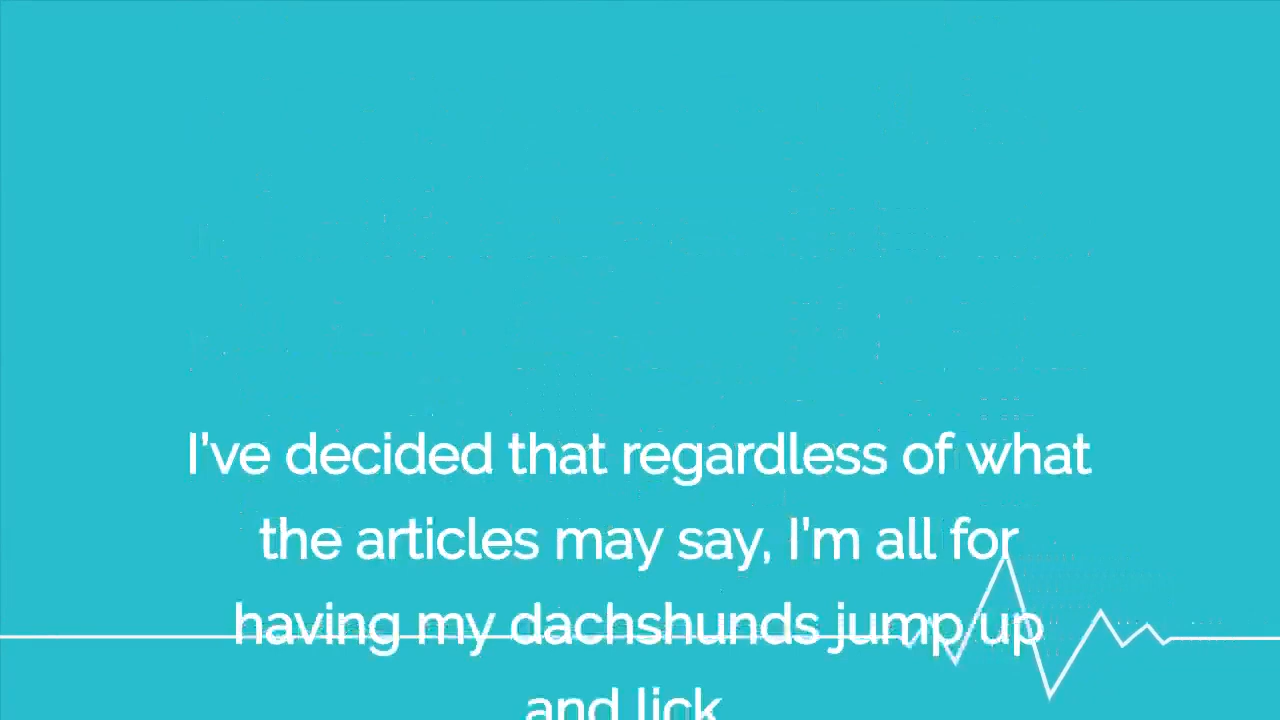 I've decided that regardless of what
the articles may say, I'm all for
having my dachshunds jump up
and lick